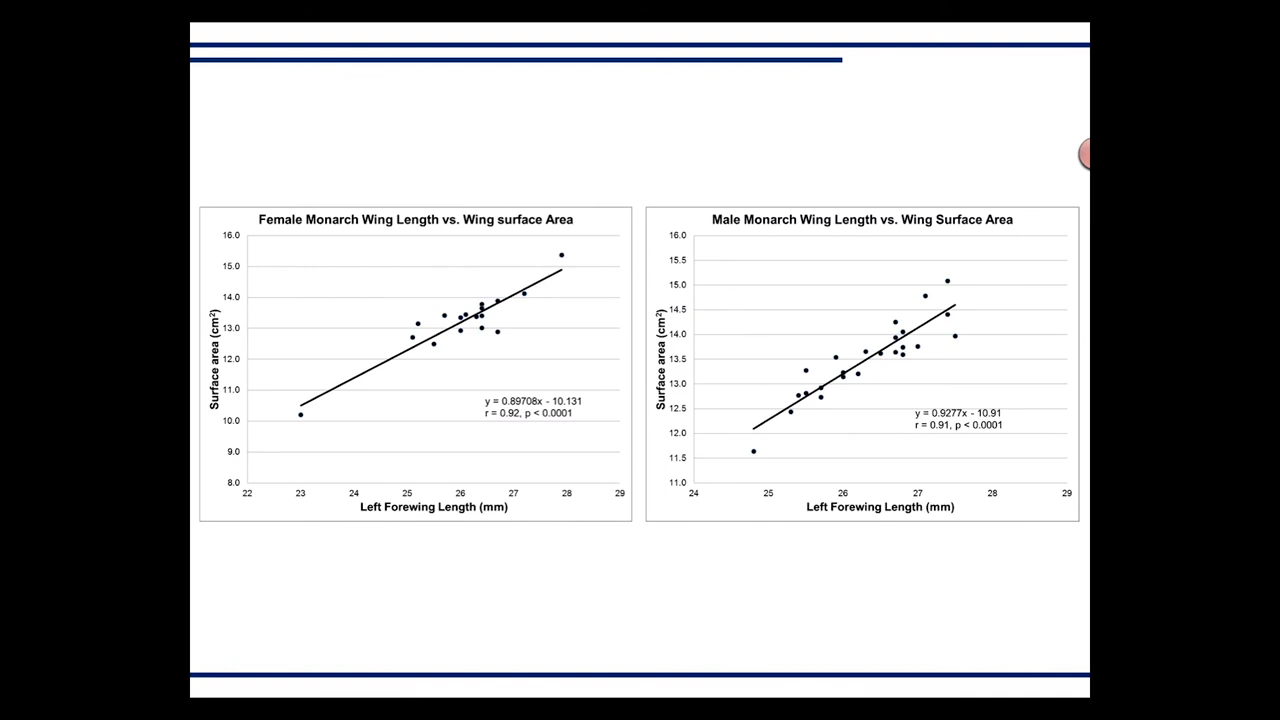 Female Monarch Wing Length vs. Wing surface Area
16.0
15.0
14.0
13.0
12.0
11.0
10.0
9.0
8.0
Surface area (cm²)
y = 0.89708x - 10.131
r = 0.92, p < 0.0001
22 23 24 25 26 27 28 29
Left Forewing Length (mm)
Male Monarch Wing Length vs. Wing Surface Area
16.0
15.5
15.0
14.5
14.0
13.5
13.0
12.5
12.0
11.5
11.0
Surface area (cm²)
y = 0.9277x - 10.91
r = 0.91, p < 0.0001
24 25 26 27 28 29
Left Forewing Length (mm)